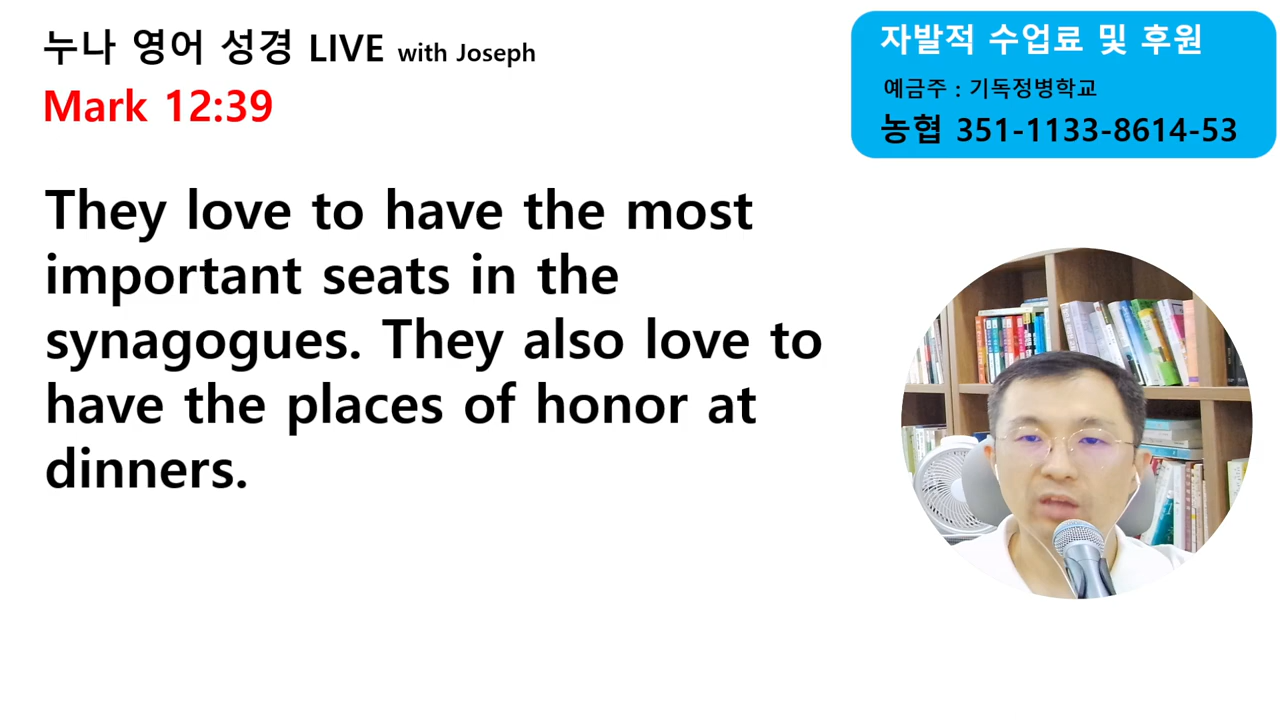 누나 영어 성경 LIVE with Joseph
Mark 12:39
자발적 수업료 및 후원
예금주 : 기독정병학교
농협 351-1133-8614-53
They love to have the most
important seats in the
synagogues. They also love to
have the places of honor at
dinners.